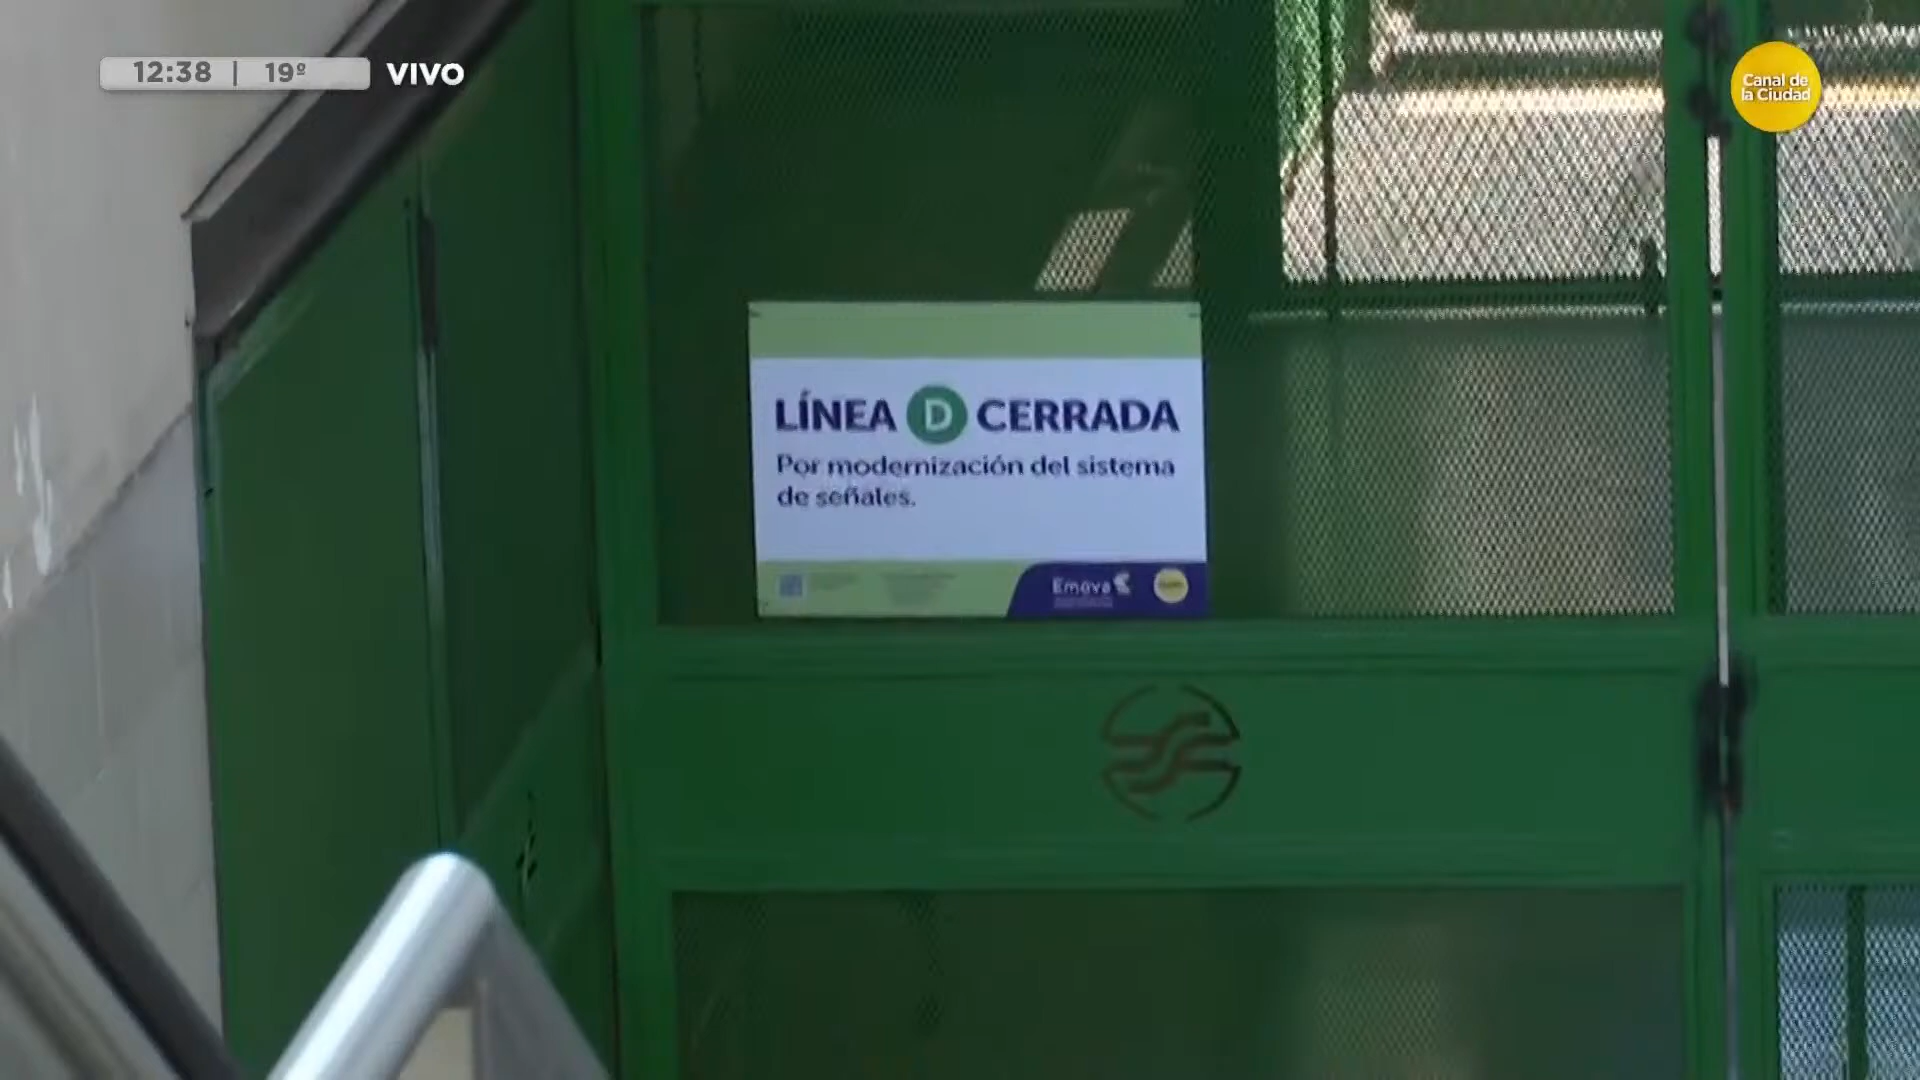 12:38 | 19º VIVO
Canal de
la Ciudad
LÍNEA D CERRADA
Por modernización del sistema
de señales.
Emova